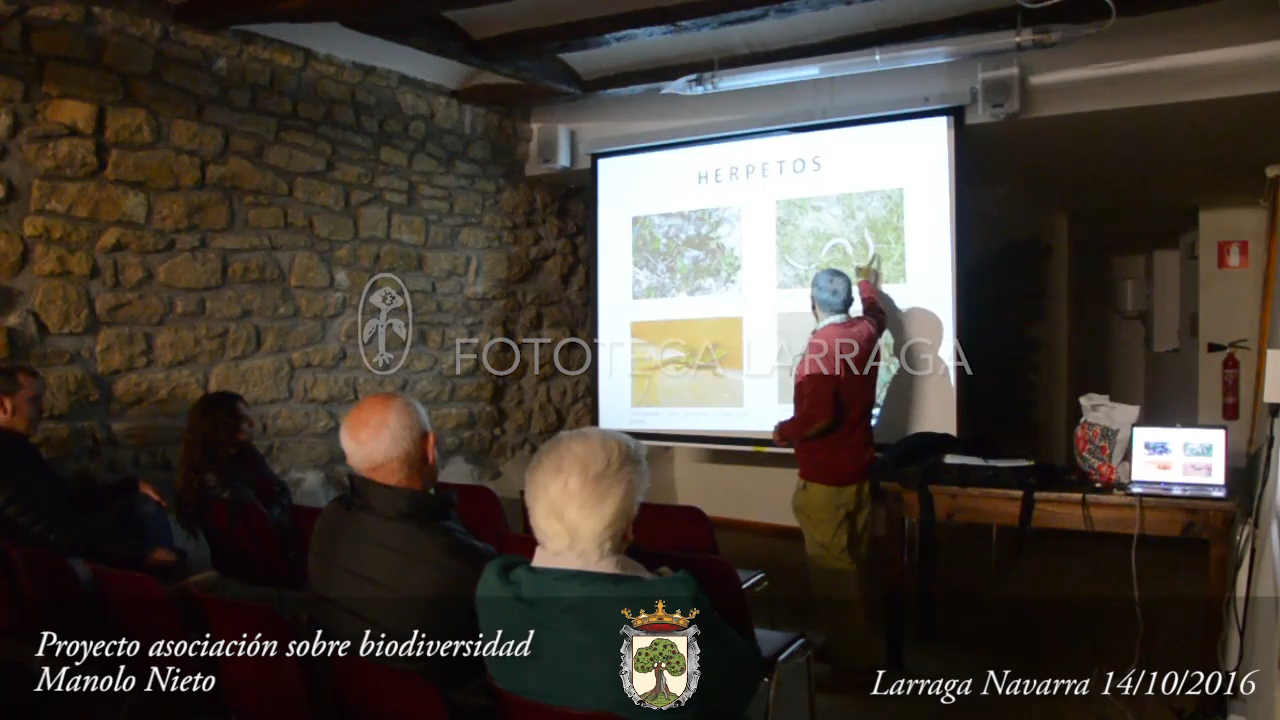 HERPETOS
FOTOTECA LARRAGA
Proyecto asociación sobre biodiversidad
Manolo Nieto
Larraga Navarra 14/10/2016